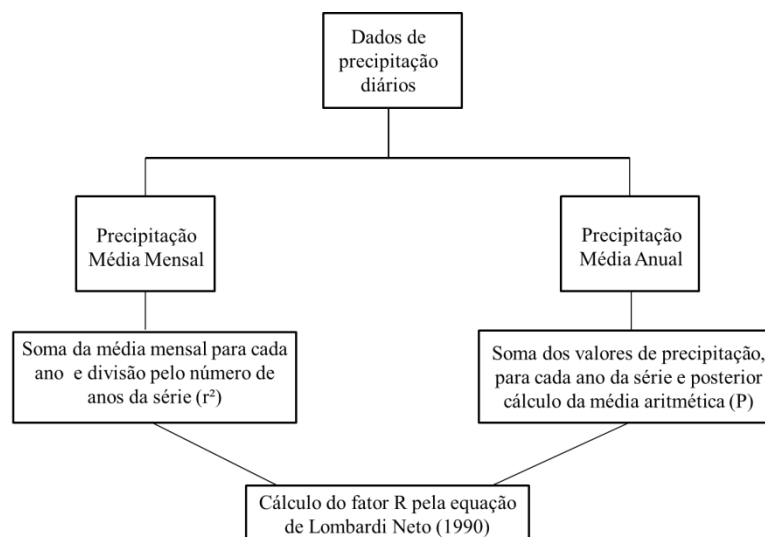 Dados de
precipitação
diários
Precipitação
Média Mensal
Precipitação
Média Anual
Soma da média mensal para cada
ano e divisão pelo número de
anos da série (r²)
Soma dos valores de precipitação,
para cada ano da série e posterior
cálculo da média aritmética (P)
Cálculo do fator R pela equação
de Lombardi Neto (1990)